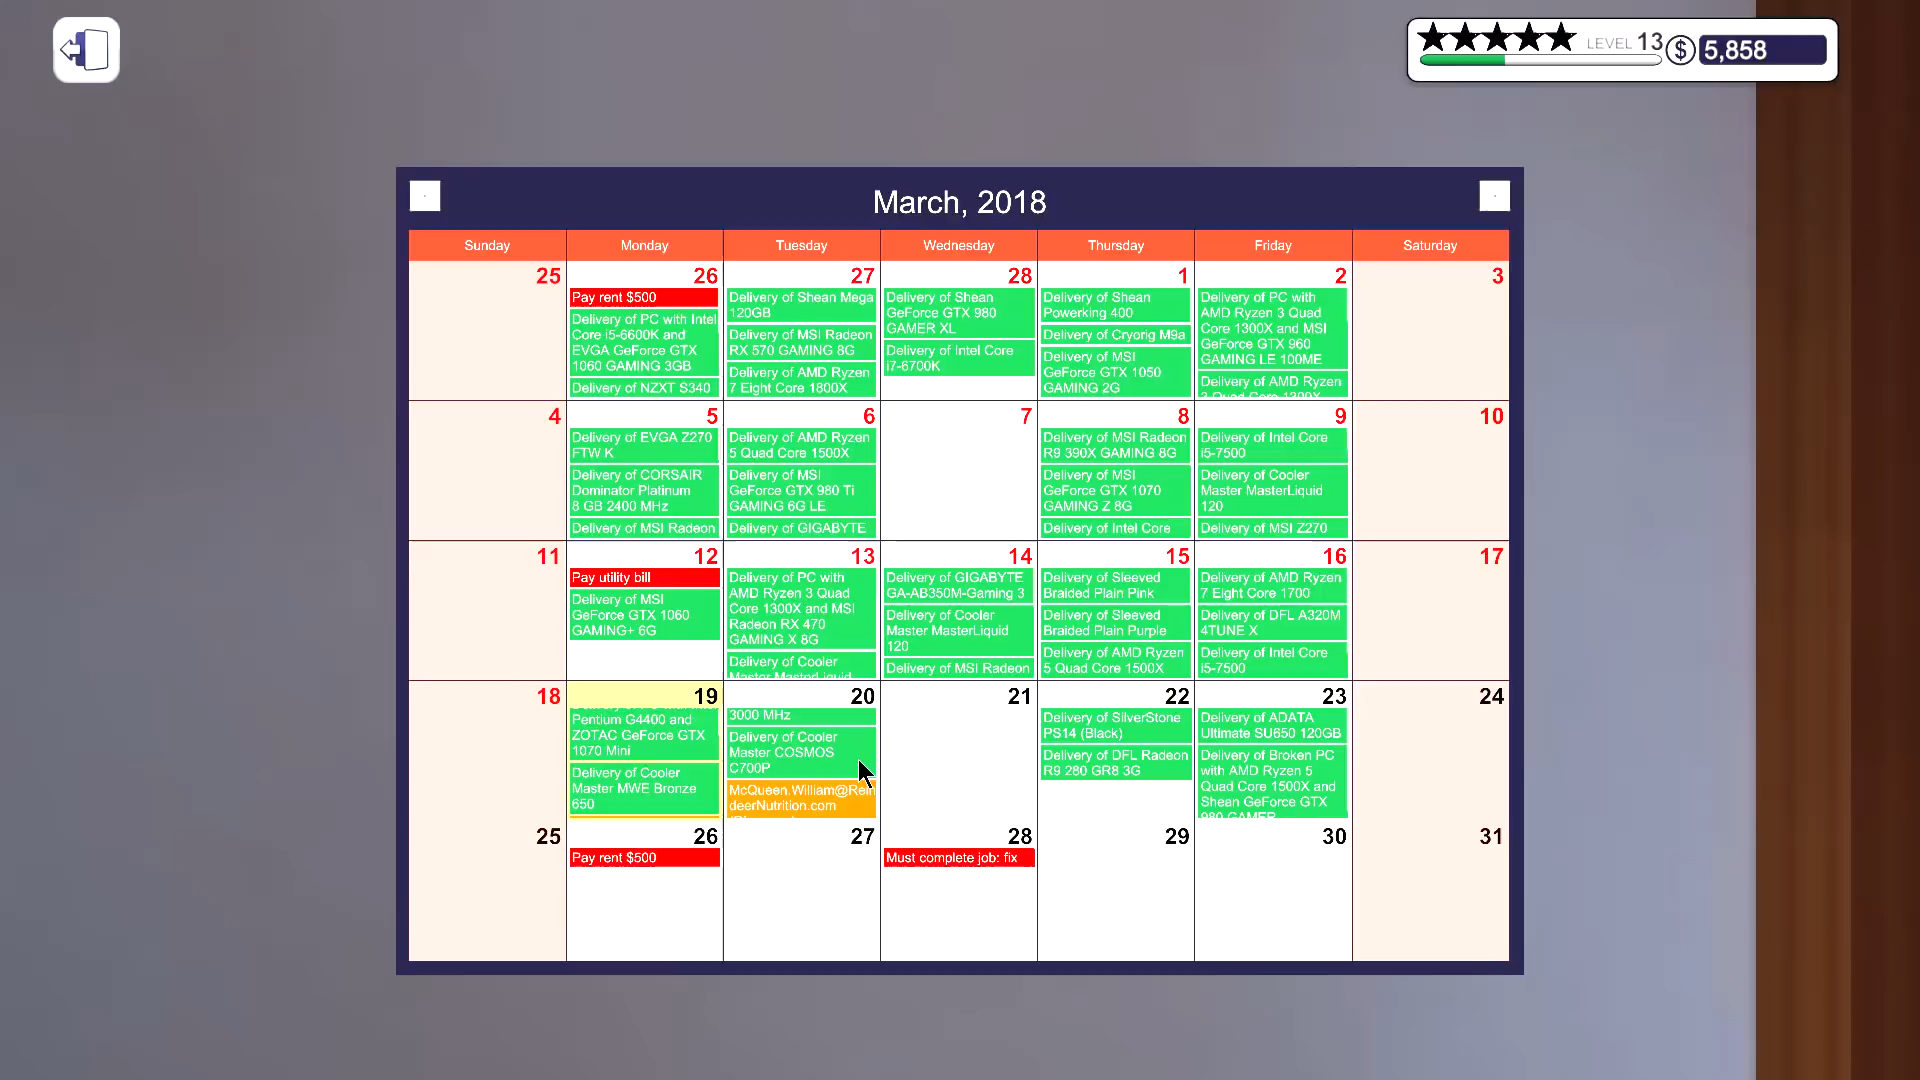 LEVEL 13
$ 5,858
March, 2018
Sunday Monday Tuesday Wednesday Thursday Friday Saturday
25
26
Pay rent $500
Delivery of PC with Intel
Core i5-6600K and
EVGA GeForce GTX
1060 GAMING 3GB
Delivery of NZXT S340
27
Delivery of Shean Mega
120GB
Delivery of MSI Radeon
RX 570 GAMING 8G
Delivery of AMD Ryzen
7 Eight Core 1800X
28
Delivery of Shean
GeForce GTX 980
GAMER XL
Delivery of Intel Core
i7-6700K
1
Delivery of Shean
Powerking 400
Delivery of Cryorig M9a
Delivery of MSI
GeForce GTX 1050
GAMING 2G
2
Delivery of PC with
AMD Ryzen 3 Quad
Core 1300X and MSI
GeForce GTX 960
GAMING LE 100ME
Delivery of AMD Ryzen
3 Quad Core 1300X
3
4
5
Delivery of EVGA Z270
FTW K
Delivery of CORSAIR
Dominator Platinum
8 GB 2400 MHz
Delivery of MSI Radeon
6
Delivery of AMD Ryzen
5 Quad Core 1500X
Delivery of MSI
GeForce GTX 980 Ti
GAMING 6G LE
Delivery of GIGABYTE
7
8
Delivery of MSI Radeon
R9 390X GAMING 8G
Delivery of MSI
GeForce GTX 1070
GAMING Z 8G
Delivery of Intel Core
9
Delivery of Intel Core
i5-7500
Delivery of Cooler
Master MasterLiquid
120
Delivery of MSI Z270
10
11
12
Pay utility bill
Delivery of MSI
GeForce GTX 1060
GAMING+ 6G
13
Delivery of PC with
AMD Ryzen 3 Quad
Core 1300X and MSI
Radeon RX 470
GAMING X 8G
Delivery of Cooler
Master MasterLiquid
14
Delivery of GIGABYTE
GA-AB350M-Gaming 3
Delivery of Cooler
Master MasterLiquid
120
Delivery of MSI Radeon
15
Delivery of Sleeved
Braided Plain Pink
Delivery of Sleeved
Braided Plain Purple
Delivery of AMD Ryzen
5 Quad Core 1500X
16
Delivery of AMD Ryzen
7 Eight Core 1700
Delivery of DFL A320M
4TUNE X
Delivery of Intel Core
i5-7500
17
18
19
Pentium G4400 and
ZOTAC GeForce GTX
1070 Mini
Delivery of Cooler
Master MWE Bronze
650
20
3000 MHz
Delivery of Cooler
Master COSMOS
C700P
McQueen.William@Rein
deerNutrition.com
21
22
Delivery of SilverStone
PS14 (Black)
Delivery of DFL Radeon
R9 280 GR8 3G
23
Delivery of ADATA
Ultimate SU650 120GB
Delivery of Broken PC
with AMD Ryzen 5
Quad Core 1500X and
Shean GeForce GTX
980 GAMER
24
25
26
Pay rent $500
27
28
Must complete job: fix
29
30
31